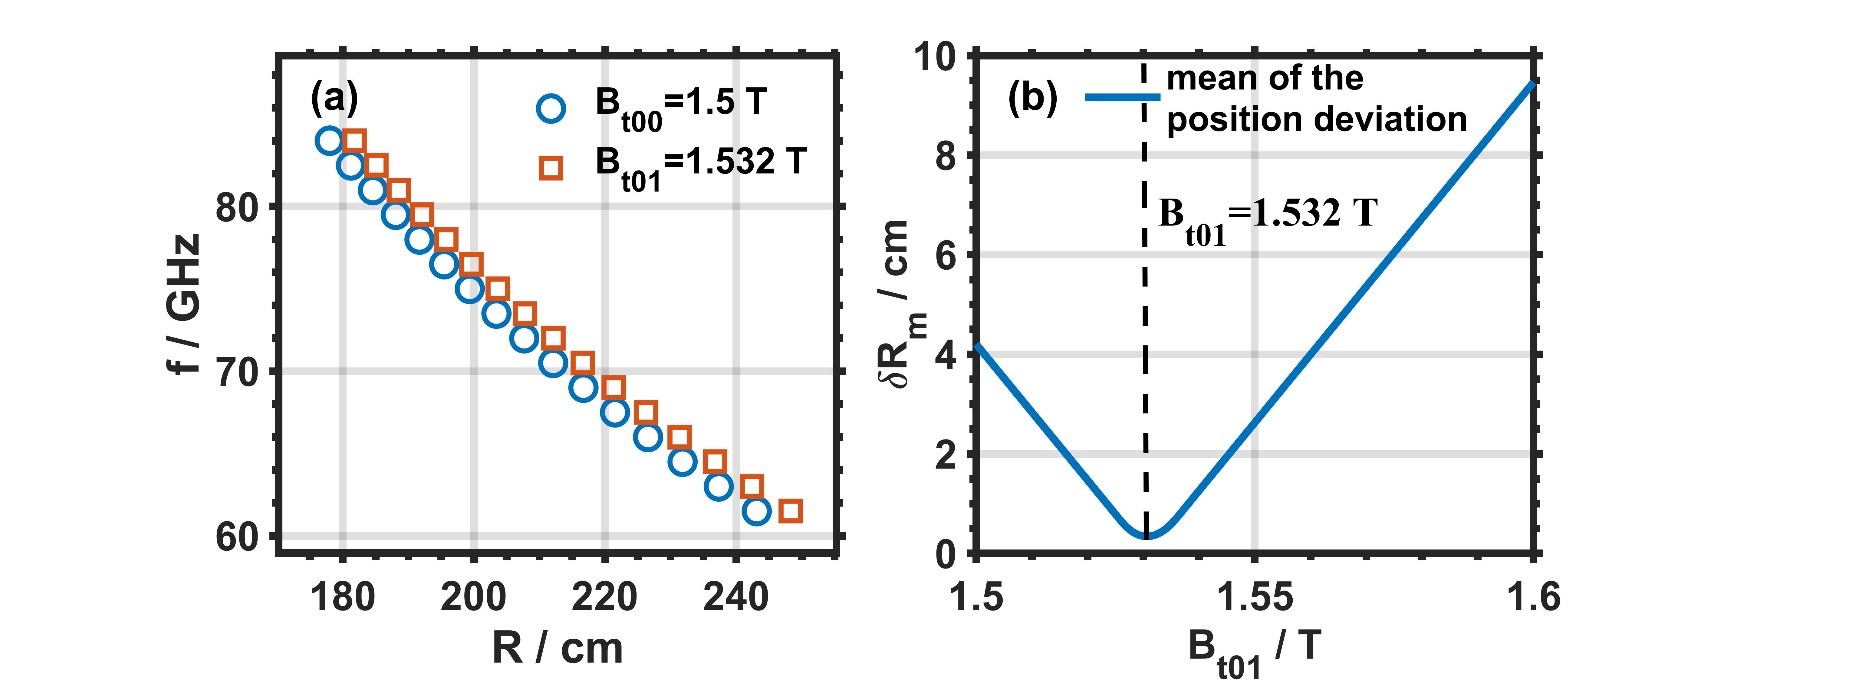 (a)
B_t00=1.5 T
B_t01=1.532 T
80
70
60
f / GHz
180 200 220 240
R / cm
(b)
mean of the
position deviation
B_t01=1.532 T
10
8
6
4
2
0
δR_m / cm
1.5 1.55 1.6
B_t01 / T